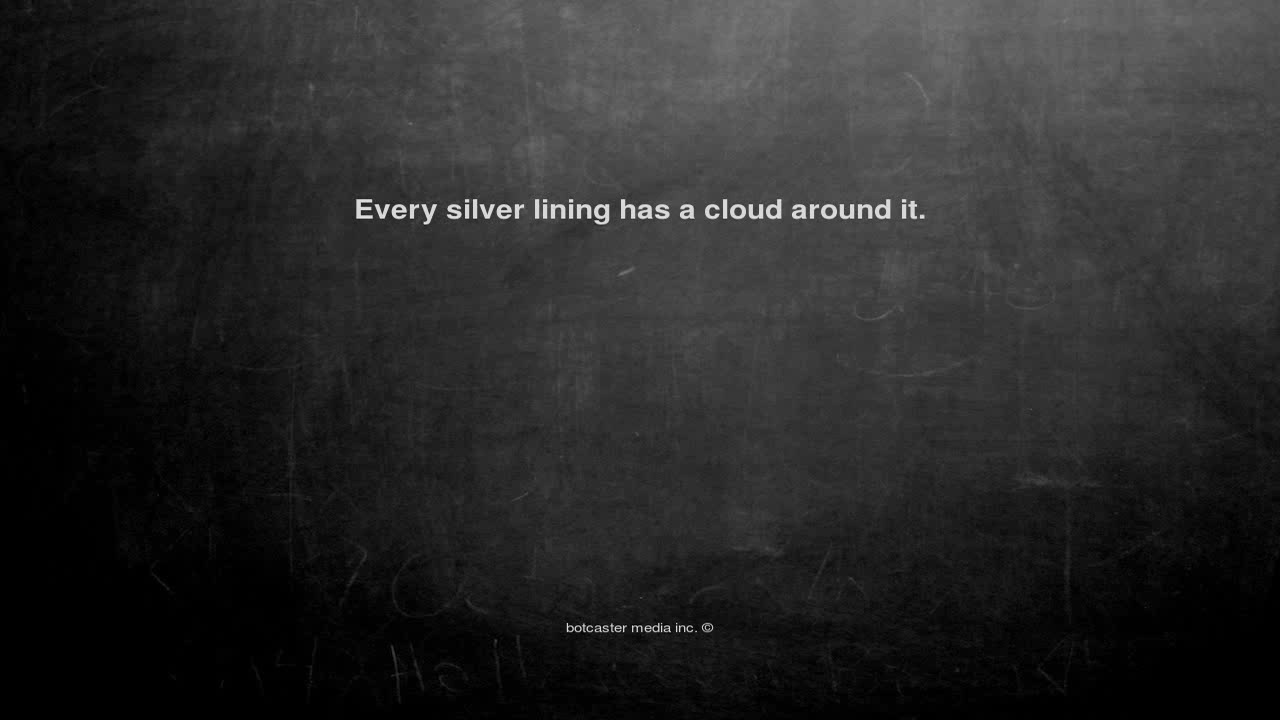 Every silver lining has a cloud around it.
botcaster media inc. ©